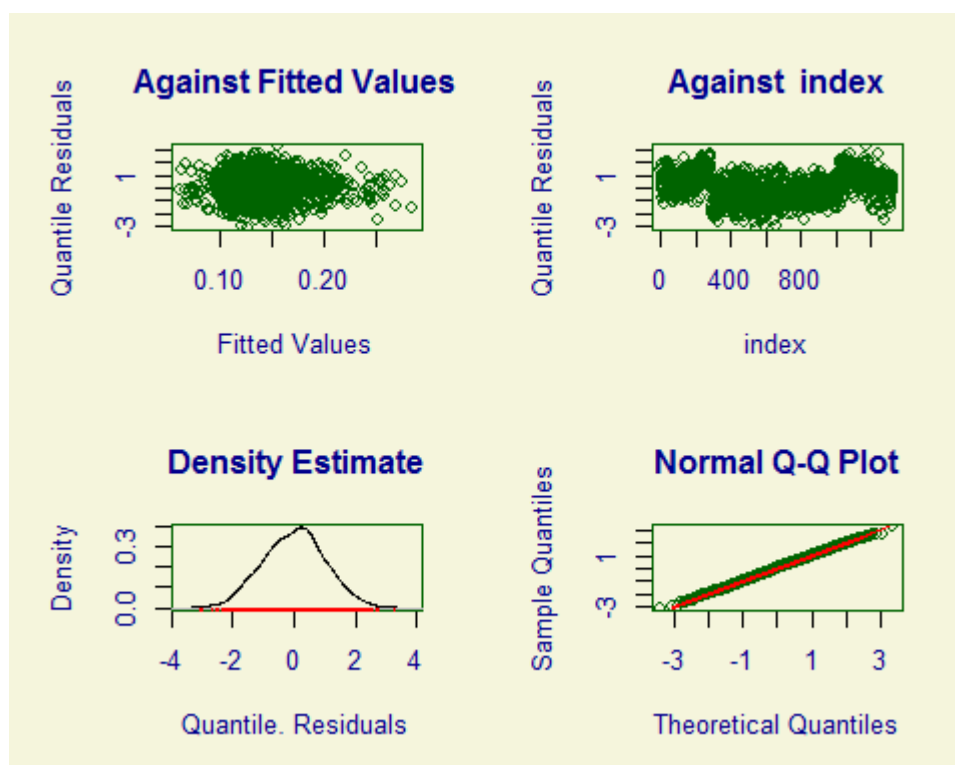 Against Fitted Values
Quantile Residuals
-3 1
0.10 0.20
Fitted Values
Against index
Quantile Residuals
-3 1
0 400 800
index
Density Estimate
Density
0.0 0.3
-4 -2 0 2 4
Quantile. Residuals
Normal Q-Q Plot
Sample Quantiles
-3 1
-3 -1 1 3
Theoretical Quantiles